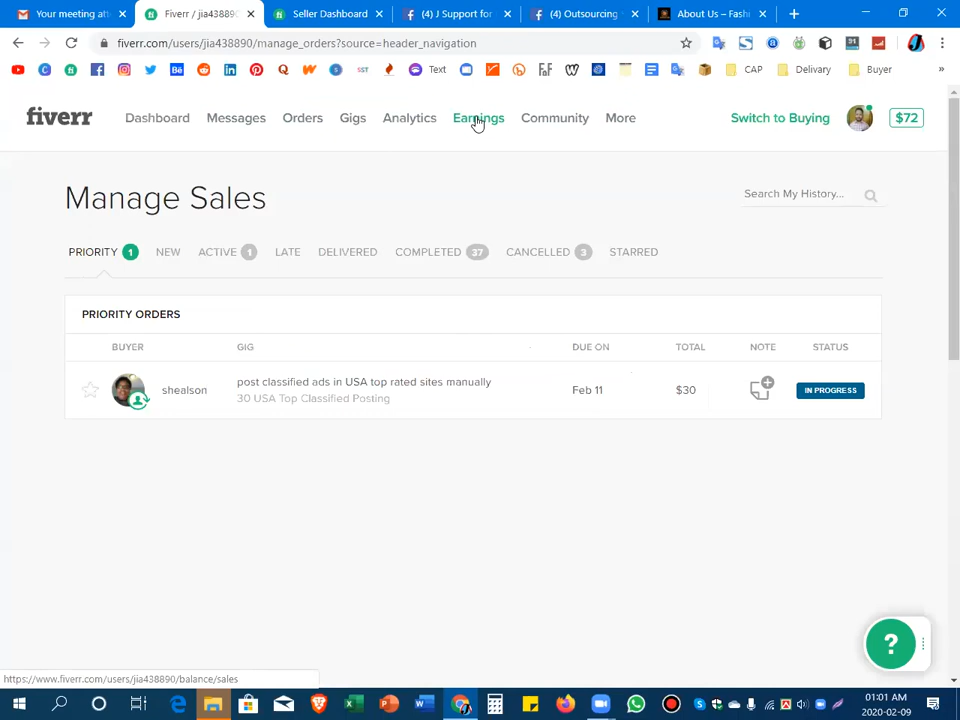 Your meeting at
Fiverr / jia438890
Seller Dashboard
(4) J Support for
(4) Outsourcing
About Us – Fashi
fiverr.com/users/jia438890/manage_orders?source=header_navigation
Text
CAP
Delivary
Buyer
fiverr
Dashboard
Messages
Orders
Gigs
Analytics
Earnings
Community
More
Switch to Buying
$72
Manage Sales
Search My History...
PRIORITY 1
NEW
ACTIVE 1
LATE
DELIVERED
COMPLETED 37
CANCELLED 3
STARRED
PRIORITY ORDERS
BUYER
GIG
DUE ON
TOTAL
NOTE
STATUS
shealson
post classified ads in USA top rated sites manually
30 USA Top Classified Posting
Feb 11
$30
IN PROGRESS
?
https://www.fiverr.com/users/jia438890/balance/sales
01:01 AM
2020-02-09